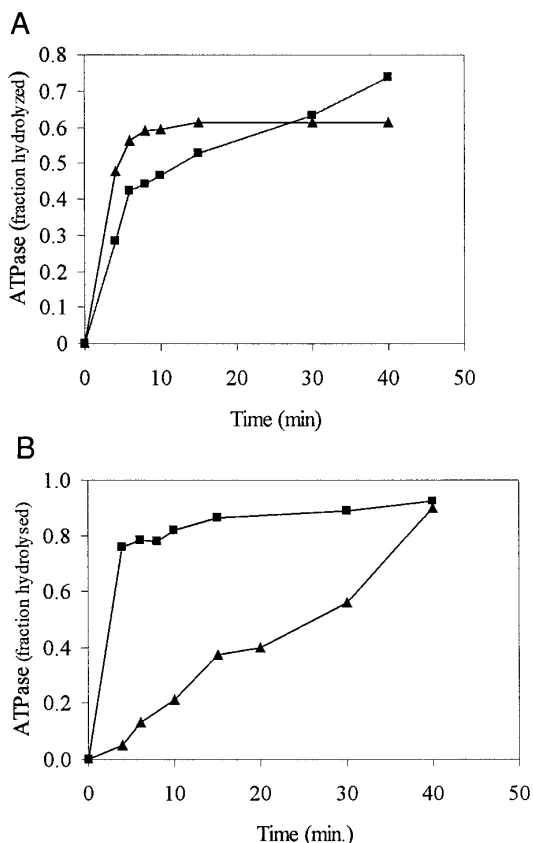 A
ATPase (fraction hydrolyzed)
0.8
0.7
0.6
0.5
0.4
0.3
0.2
0.1
0
0 10 20 30 40 50
Time (min)
B
ATPase (fraction hydrolysed)
1.0
0.8
0.6
0.4
0.2
0.0
0 10 20 30 40 50
Time (min.)